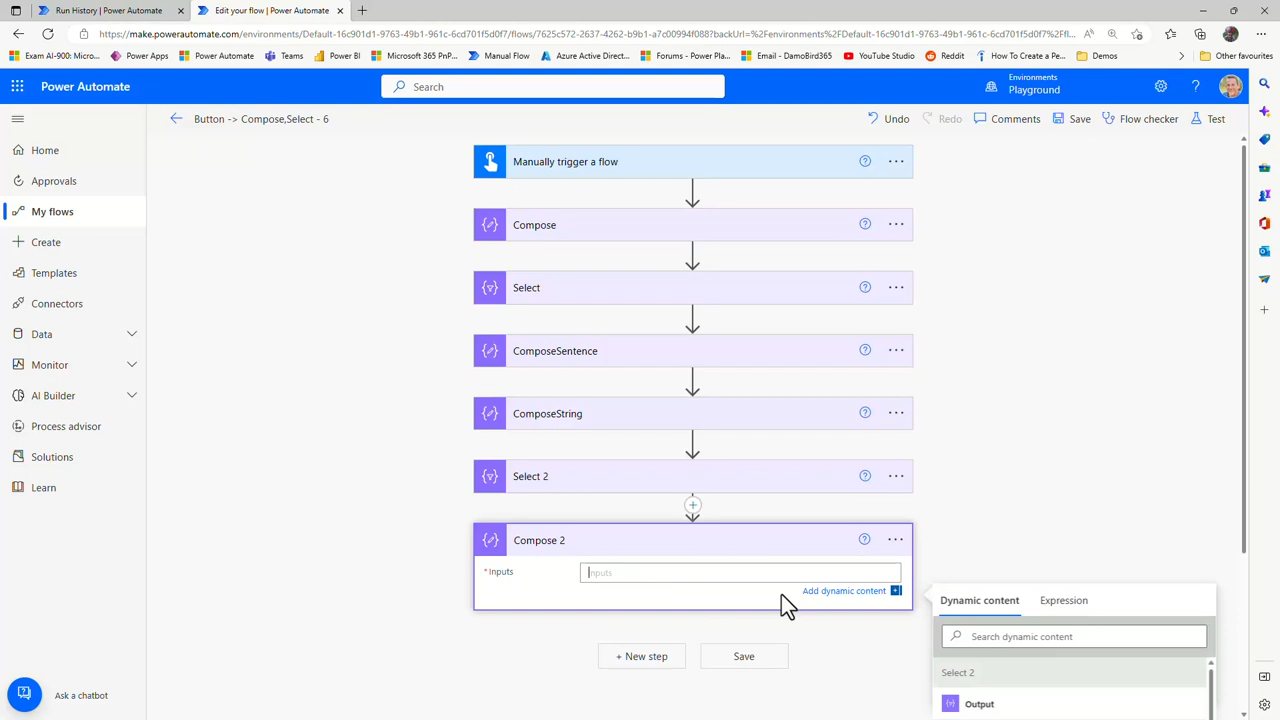 Run History | Power Automate
Edit your flow | Power Automate
https://make.powerautomate.com/environments/Default-16c901d1-9763-49b1-961c-6cd701f5d0f7/flows/7625c572-2637-4262-b9b1-a7c00994f088?backUrl=%2Fenvironments%2FDefault-16c901d1-9763-49b1-961c-6cd701f5d0f7%2Ffl...
Exam AI-900: Micro...
Power Apps
Power Automate
Teams
Power BI
Microsoft 365 PnP...
Manual Flow
Azure Active Direct...
Forums - Power Pla...
Email - DamoBird365
YouTube Studio
Reddit
How To Create a Pe...
Demos
Other favourites
Power Automate
Search
Environments
Playground
Button -> Compose,Select - 6
Undo
Redo
Comments
Save
Flow checker
Test
Home
Approvals
My flows
Create
Templates
Connectors
Data
Monitor
AI Builder
Process advisor
Solutions
Learn
Ask a chatbot
Manually trigger a flow
Compose
Select
ComposeSentence
ComposeString
Select 2
Compose 2
* Inputs
Inputs
Add dynamic content
+ New step
Save
Dynamic content
Expression
Search dynamic content
Select 2
Output